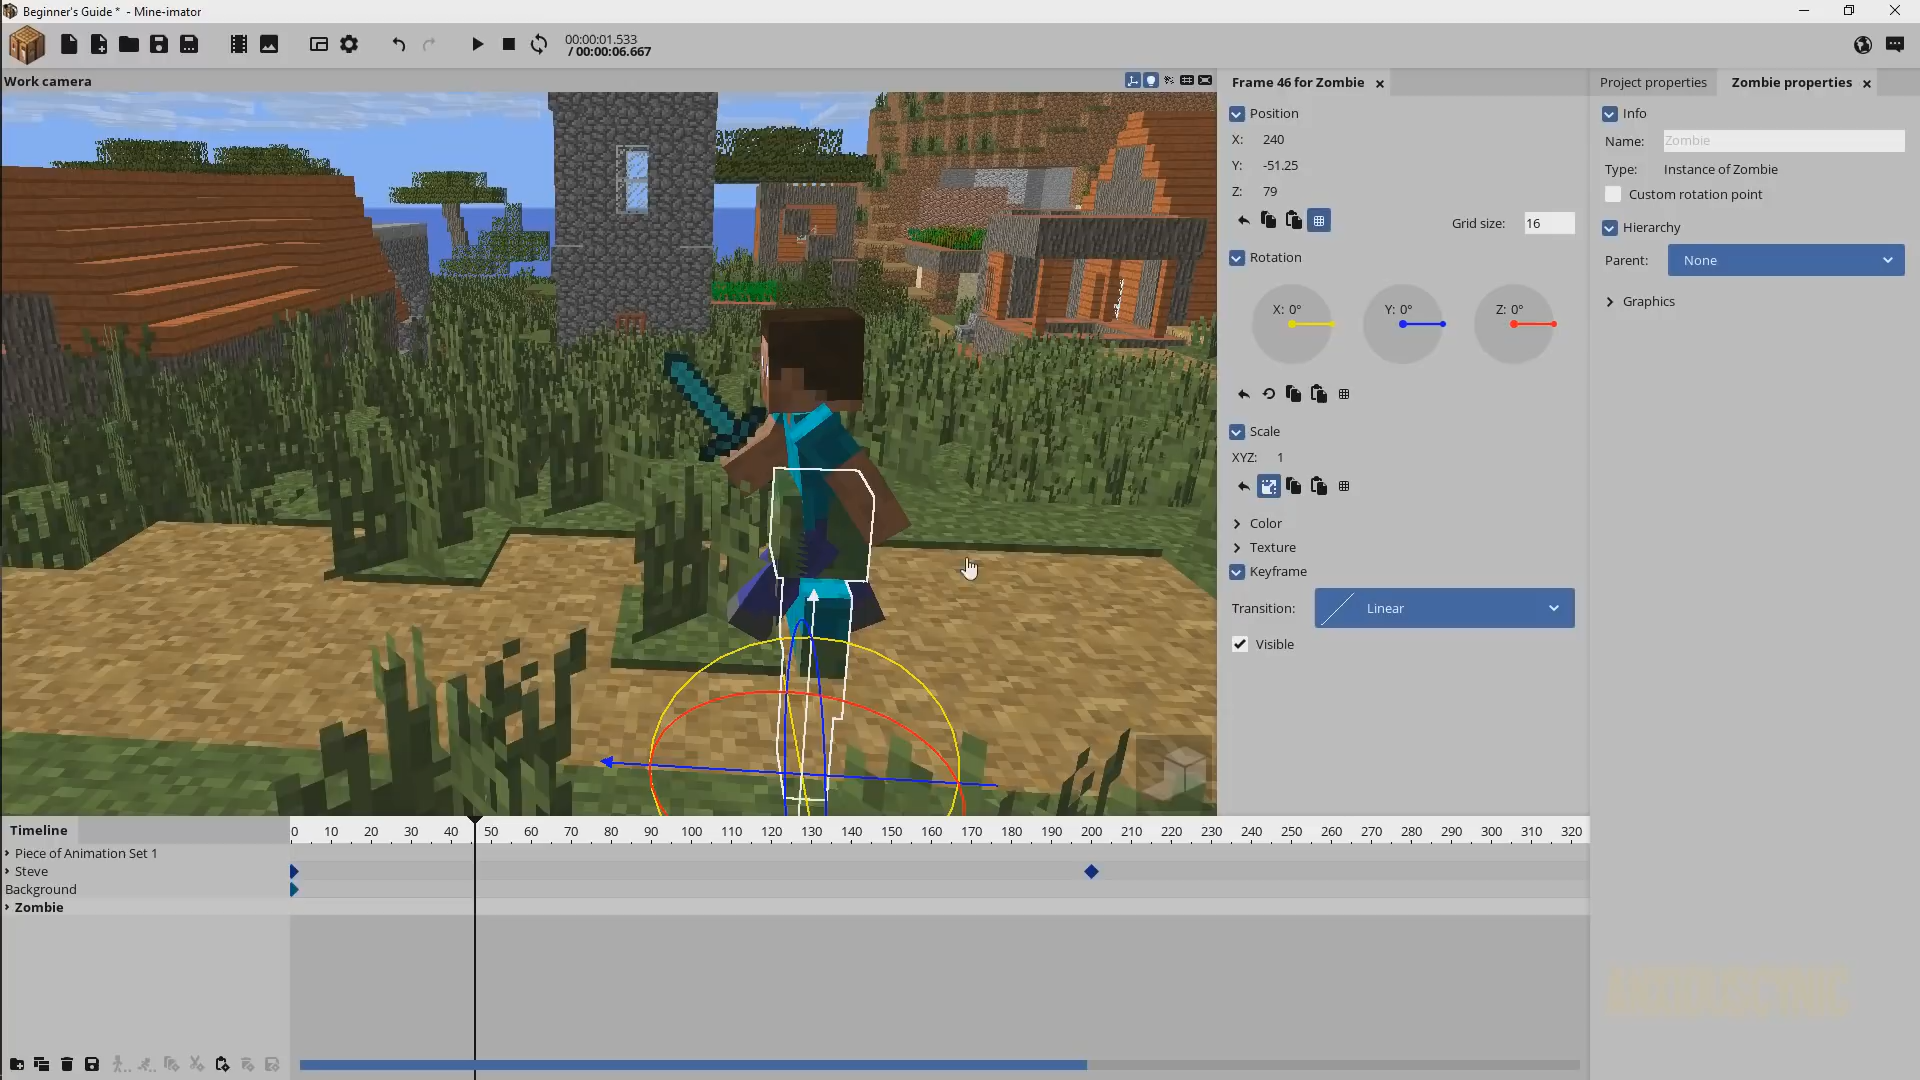 Beginner's Guide * - Mine-imator
00:00:01.533
/ 00:00:06.667
Work camera
Frame 46 for Zombie
Position
X: 240
Y: -51.25
Z: 79
Grid size: 16
Rotation
X: 0° Y: 0° Z: 0°
Scale
XYZ: 1
Color
Texture
Keyframe
Transition: Linear
Visible
Project properties Zombie properties
Info
Name: Zombie
Type: Instance of Zombie
Custom rotation point
Hierarchy
Parent: None
Graphics
Timeline
0 10 20 30 40 50 60 70 80 90 100 110 120 130 140 150 160 170 180 190 200 210 220 230 240 250 260 270 280 290 300 310 320
Piece of Animation Set 1
Steve
Background
Zombie